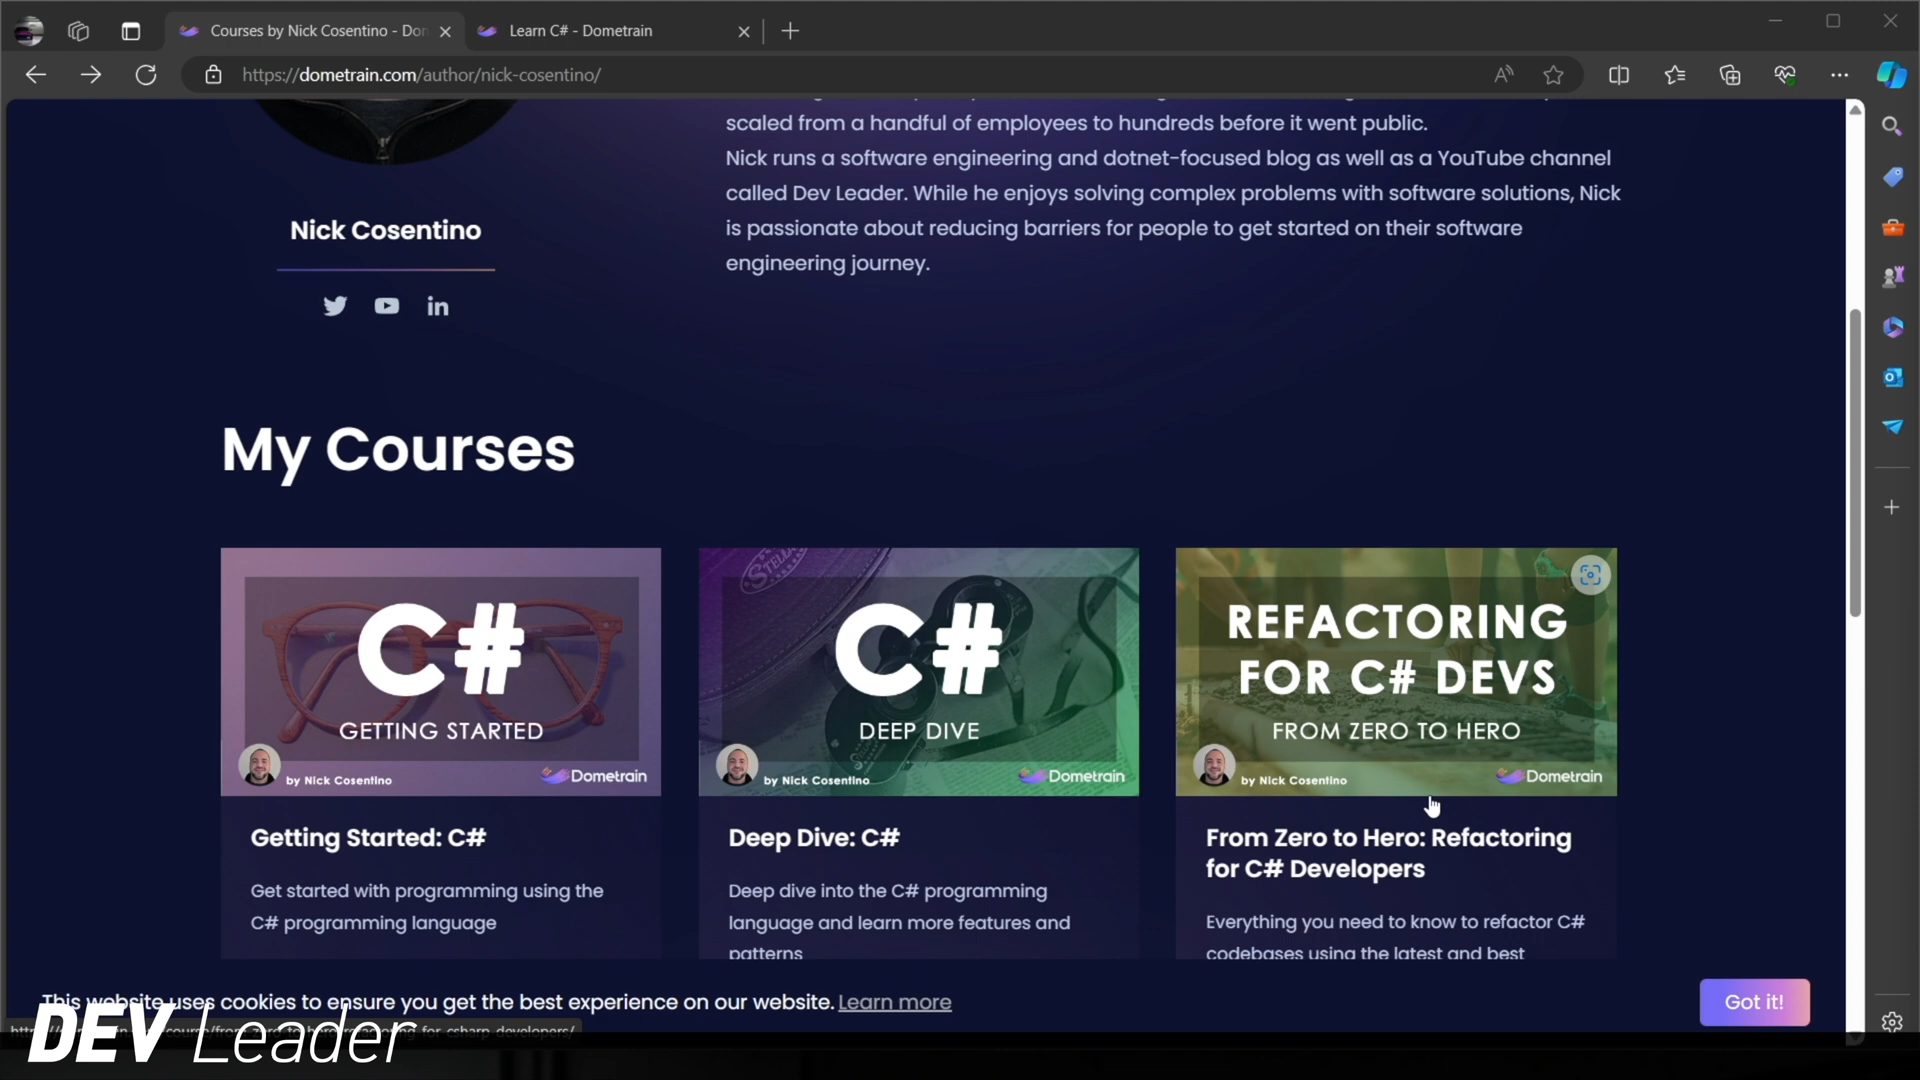 Courses by Nick Cosentino - Do
Learn C# - Dometrain
https://dometrain.com/author/nick-cosentino/
scaled from a handful of employees to hundreds before it went public.
Nick runs a software engineering and dotnet-focused blog as well as a YouTube channel
called Dev Leader. While he enjoys solving complex problems with software solutions, Nick
is passionate about reducing barriers for people to get started on their software
engineering journey.
Nick Cosentino
My Courses
C#
GETTING STARTED
by Nick Cosentino
Dometrain
C#
DEEP DIVE
by Nick Cosentino
Dometrain
REFACTORING
FOR C# DEVS
FROM ZERO TO HERO
by Nick Cosentino
Dometrain
Getting Started: C#
Get started with programming using the
C# programming language
Deep Dive: C#
Deep dive into the C# programming
language and learn more features and
patterns
From Zero to Hero: Refactoring
for C# Developers
Everything you need to know to refactor C#
codebases using the latest and best
This website uses cookies to ensure you get the best experience on our website. Learn more
Got it!
DEV Leader